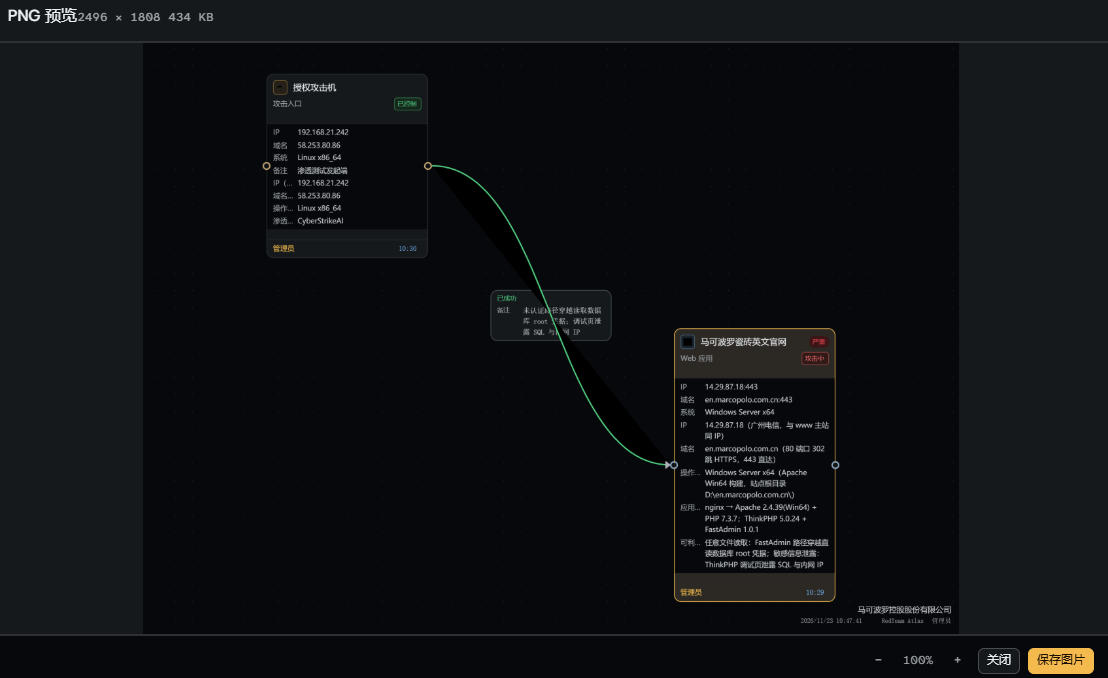 PNG 预览2496 × 1808 434 KB
授权攻击机
攻击入口
已控制
IP 192.168.21.242
域名 58.253.80.86
系统 Linux x86_64
备注 渗透测试发起端
IP (... 192.168.21.242
域名... 58.253.80.86
操作... Linux x86_64
渗透... CyberStrikeAI
管理员 10:30
已成功
备注 未认证路径穿越读取数据
库 root 凭据；调试页泄
露 SQL 与内网 IP
马可波罗瓷砖英文官网 严重
Web 应用 攻击中
IP 14.29.87.18:443
域名 en.marcopolo.com.cn:443
系统 Windows Server x64
IP 14.29.87.18（广州电信，与 www 主站
同 IP）
域名 en.marcopolo.com.cn（80 端口 302
跳 HTTPS，443 直达）
操作... Windows Server x64（Apache
Win64 构建，站点根目录
D:\en.marcopolo.com.cn\）
应用... nginx → Apache 2.4.39(Win64) +
PHP 7.3.7；ThinkPHP 5.0.24 +
FastAdmin 1.0.1
可利... 任意文件读取：FastAdmin 路径穿越直
读数据库 root 凭据；敏感信息泄露：
ThinkPHP 调试页泄露 SQL 与内网 IP
管理员 10:29
马可波罗控股股份有限公司
2026/11/23 10:47:41 RedTeam Atlas 管理员
− 100% + 关闭 保存图片